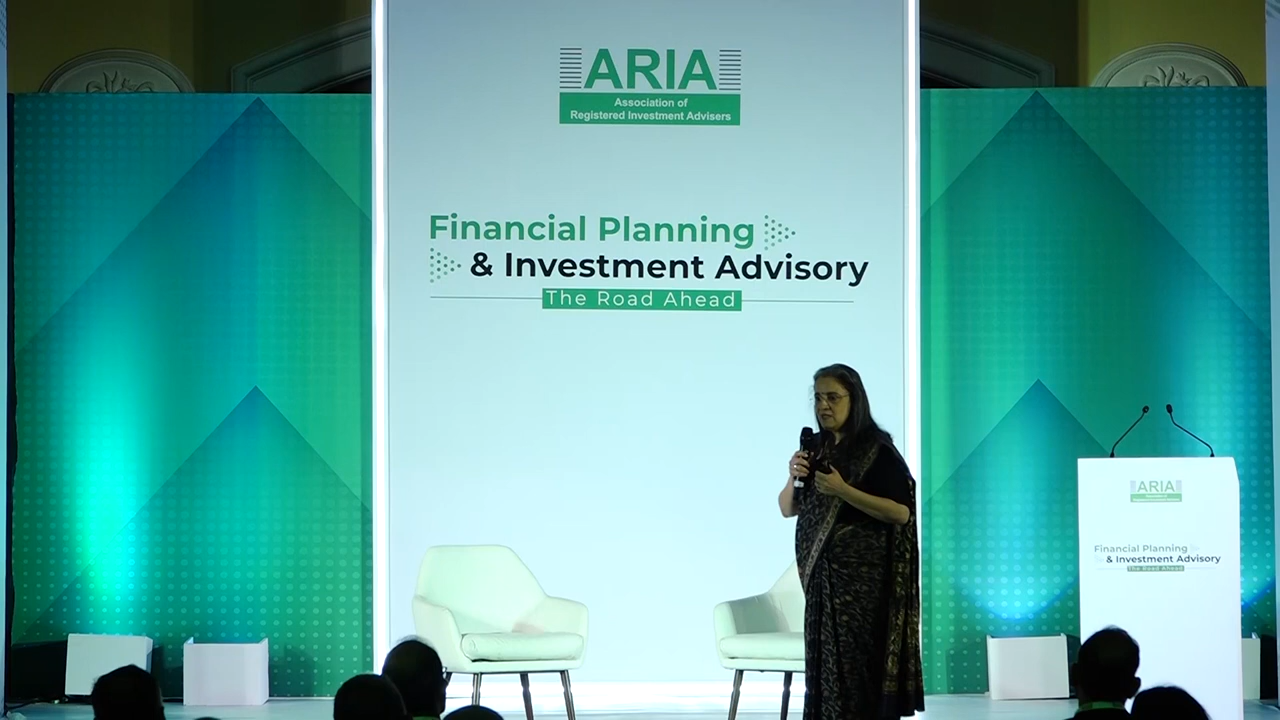 ARIA
Association of
Registered Investment Advisers
Financial Planning
& Investment Advisory
The Road Ahead
ARIA
Financial Planning
& Investment Advisory
The Road Ahead